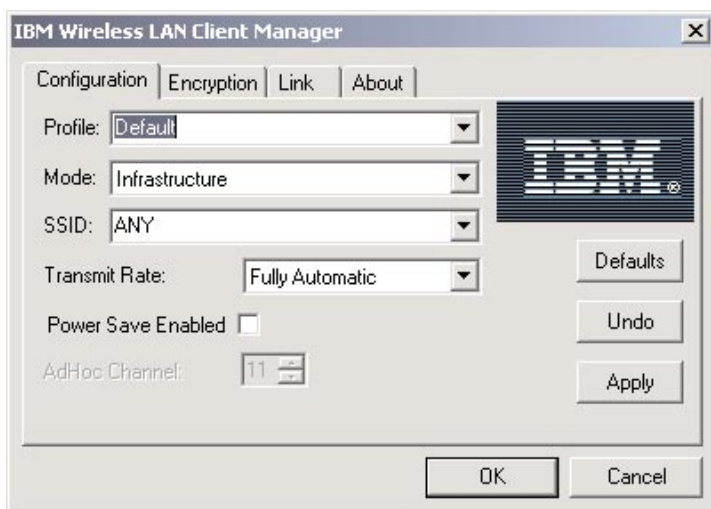 IBM Wireless LAN Client Manager
Configuration Encryption Link About
Profile: Default
IBM®
Mode: Infrastructure
SSID: ANY
Transmit Rate: Fully Automatic
Defaults
Power Save Enabled
Undo
AdHoc Channel: 11
Apply
OK Cancel